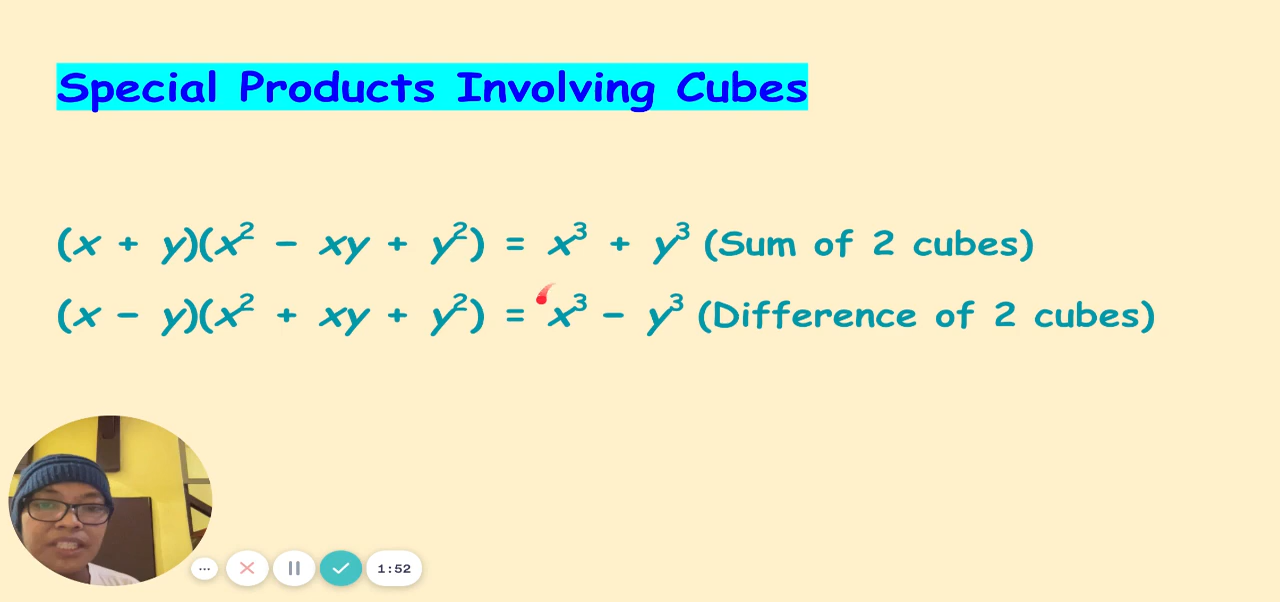 Special Products Involving Cubes
(x + y)(x² − xy + y²) = x³ + y³ (Sum of 2 cubes)
(x − y)(x² + xy + y²) = x³ − y³ (Difference of 2 cubes)
1:52